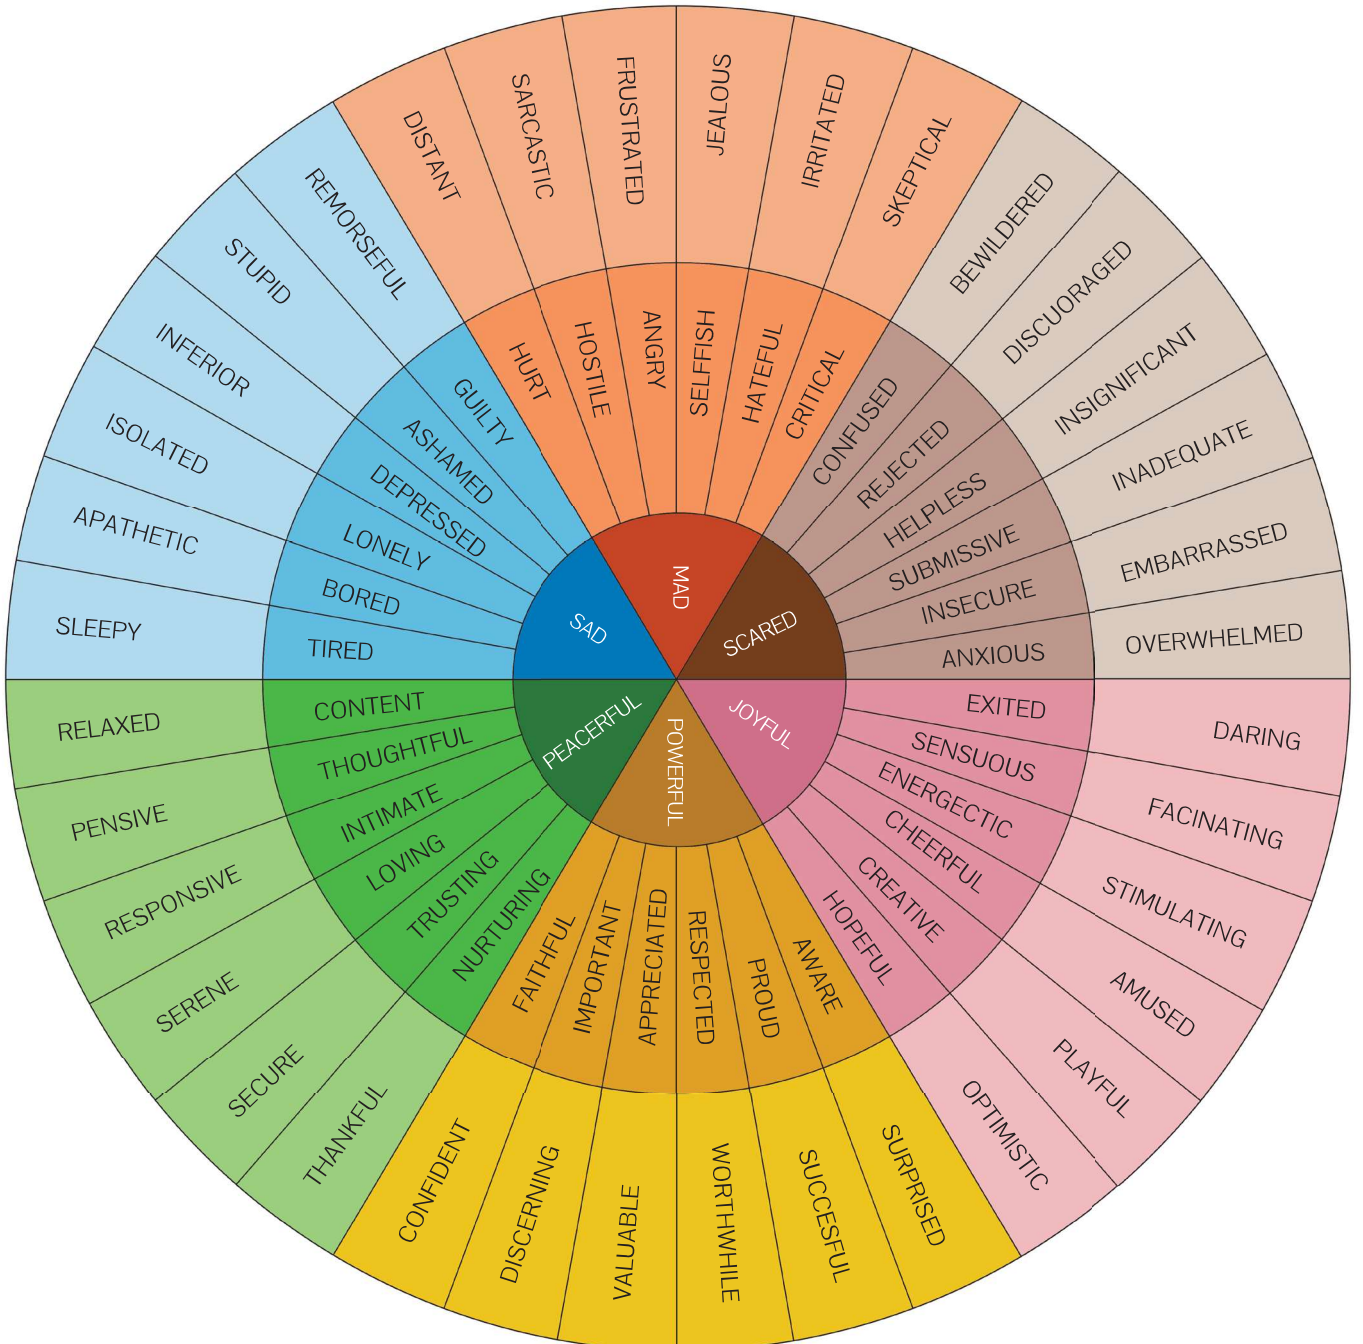 MAD
SCARED
JOYFUL
POWERFUL
PEACERFUL
SAD
HURT
HOSTILE
ANGRY
SELFFISH
HATEFUL
CRITICAL
CONFUSED
REJECTED
HELPLESS
SUBMISSIVE
INSECURE
ANXIOUS
EXITED
SENSUOUS
ENERGECTIC
CHEERFUL
CREATIVE
HOPEFUL
AWARE
PROUD
RESPECTED
APPRECIATED
IMPORTANT
FAITHFUL
NURTURING
TRUSTING
LOVING
INTIMATE
THOUGHTFUL
CONTENT
TIRED
BORED
LONELY
DEPRESSED
ASHAMED
GUILTY
DISTANT
SARCASTIC
FRUSTRATED
JEALOUS
IRRITATED
SKEPTICAL
BEWILDERED
DISCUORAGED
INSIGNIFICANT
INADEQUATE
EMBARRASSED
OVERWHELMED
DARING
FACINATING
STIMULATING
AMUSED
PLAYFUL
OPTIMISTIC
SURPRISED
SUCCESFUL
WORTHWHILE
VALUABLE
DISCERNING
CONFIDENT
THANKFUL
SECURE
SERENE
RESPONSIVE
PENSIVE
RELAXED
SLEEPY
APATHETIC
ISOLATED
INFERIOR
STUPID
REMORSEFUL